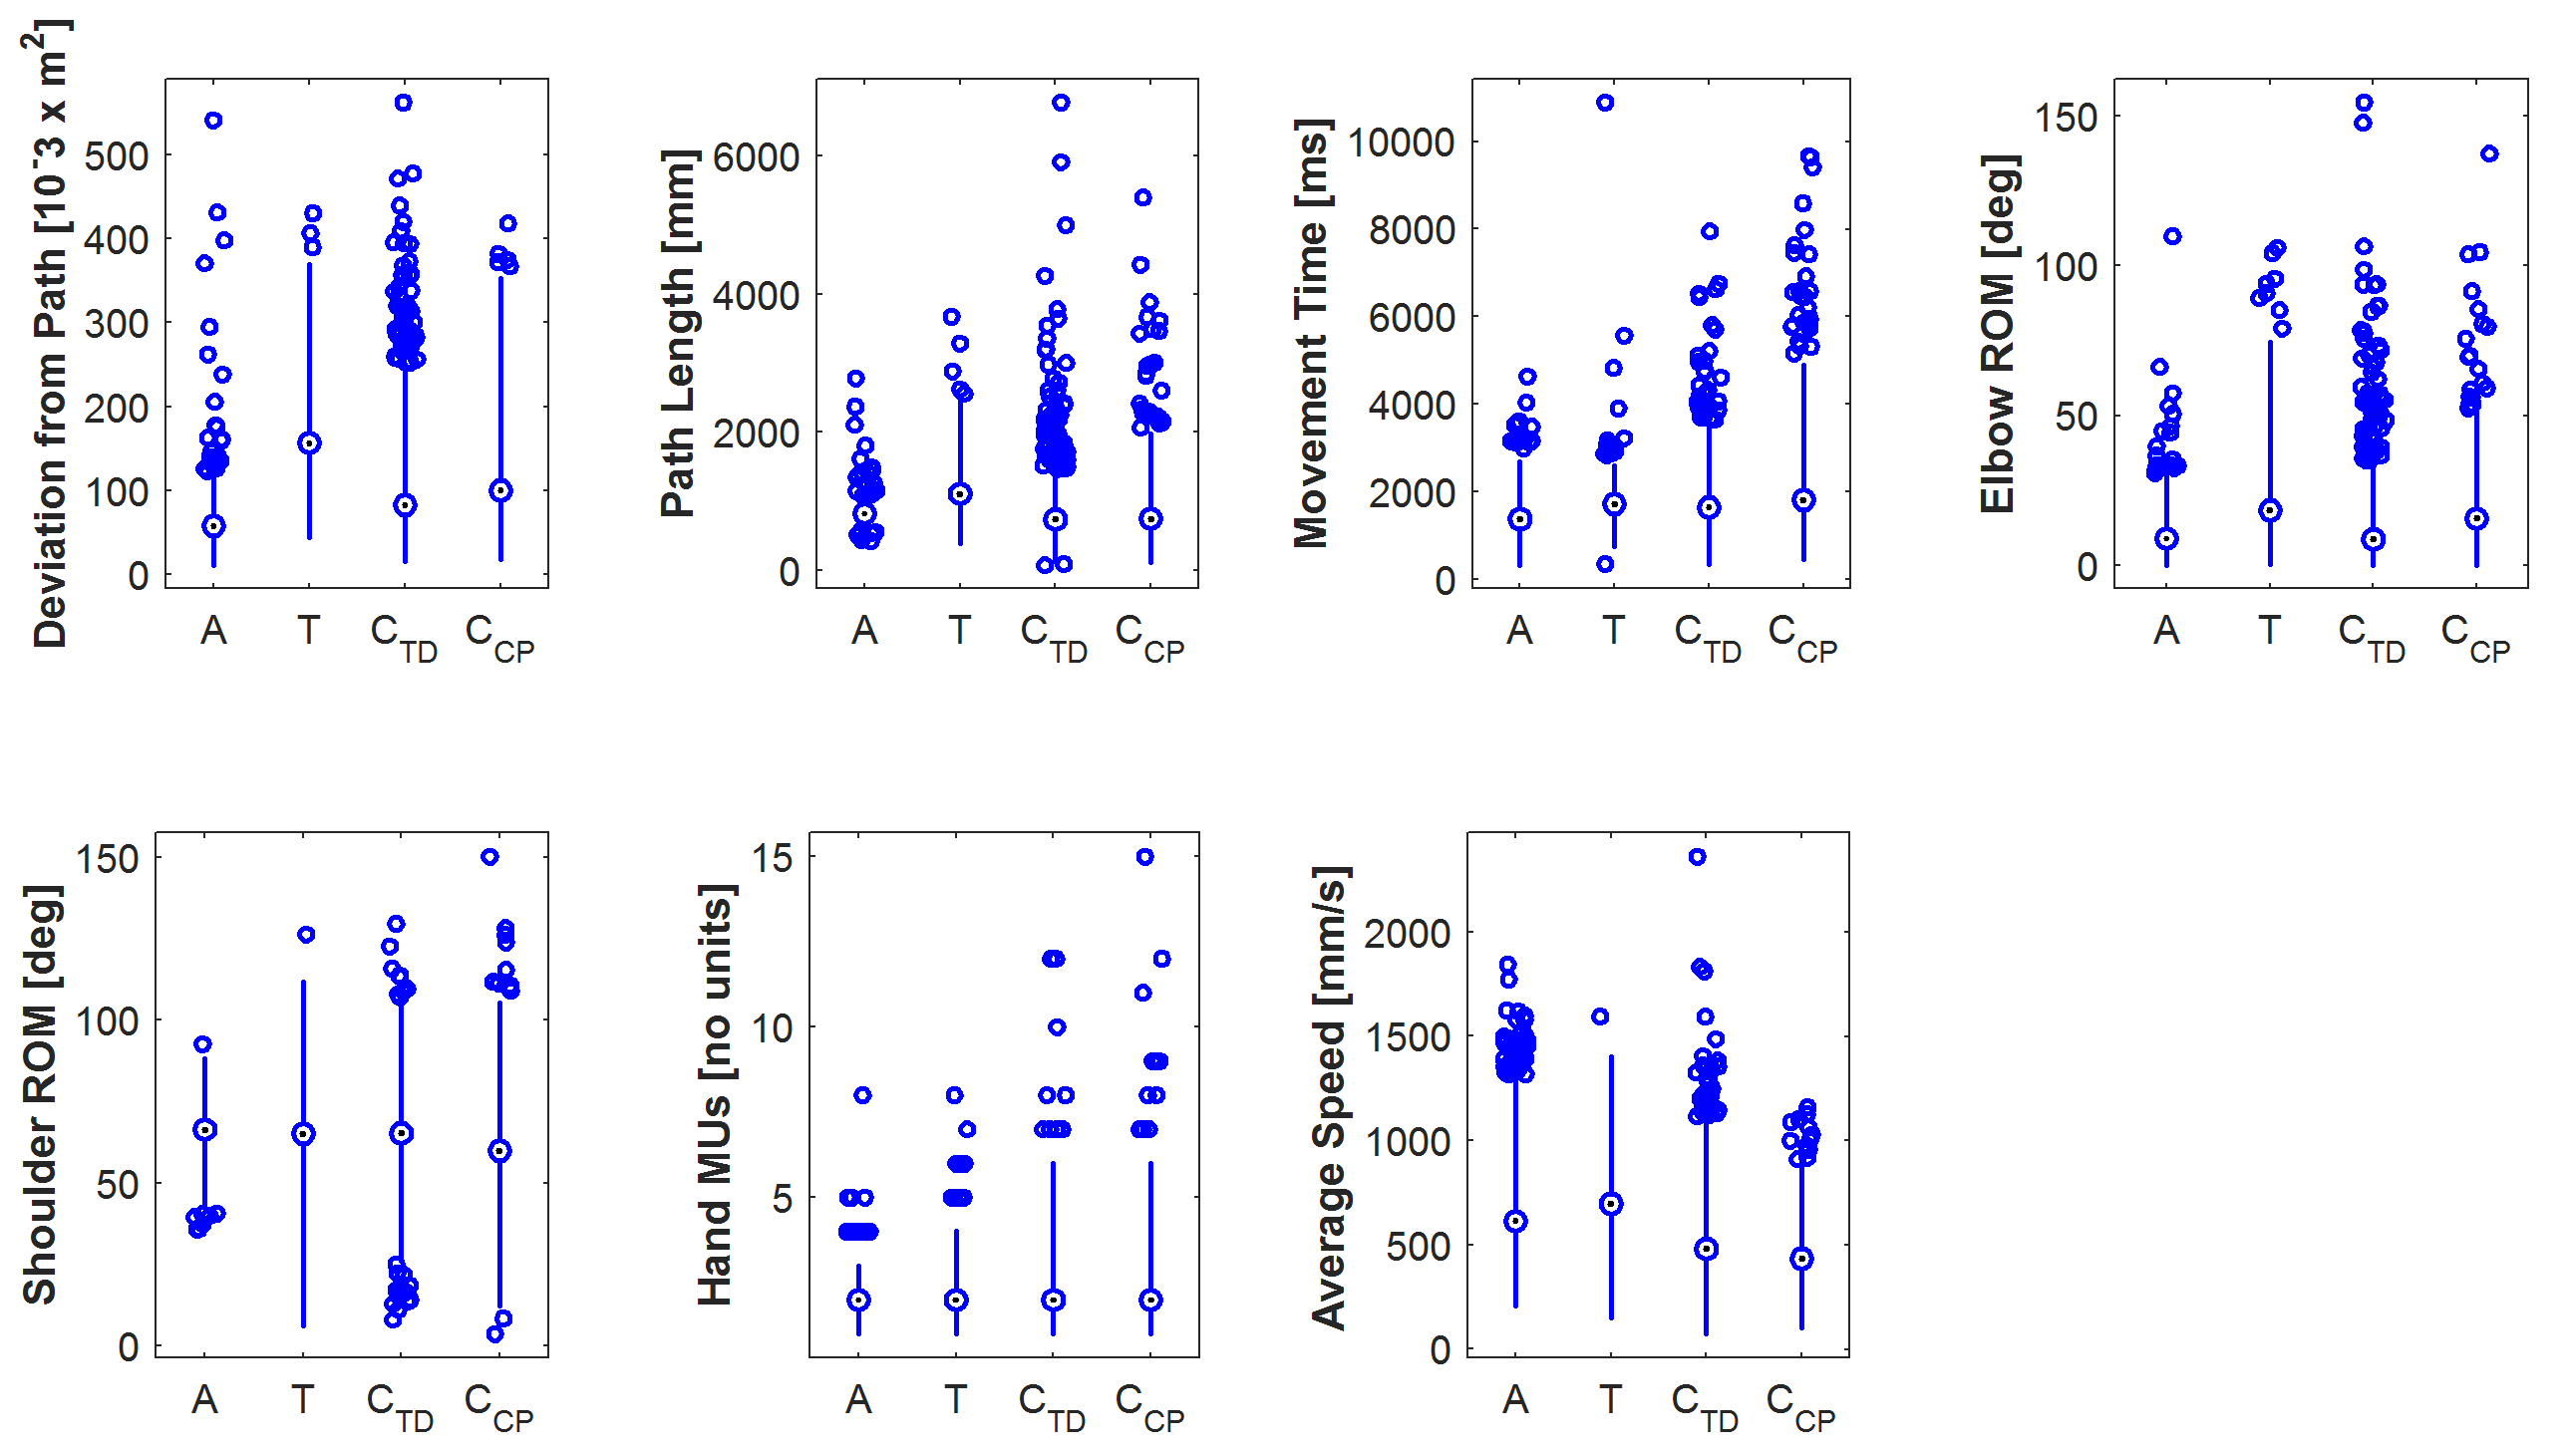 Deviation from Path [10^-3 x m^2]
500
400
300
200
100
0
A T C_TD C_CP
Path Length [mm]
6000
4000
2000
0
A T C_TD C_CP
Movement Time [ms]
10000
8000
6000
4000
2000
0
A T C_TD C_CP
Elbow ROM [deg]
150
100
50
0
A T C_TD C_CP
Shoulder ROM [deg]
150
100
50
0
A T C_TD C_CP
Hand MUs [no units]
15
10
5
A T C_TD C_CP
Average Speed [mm/s]
2000
1500
1000
500
0
A T C_TD C_CP